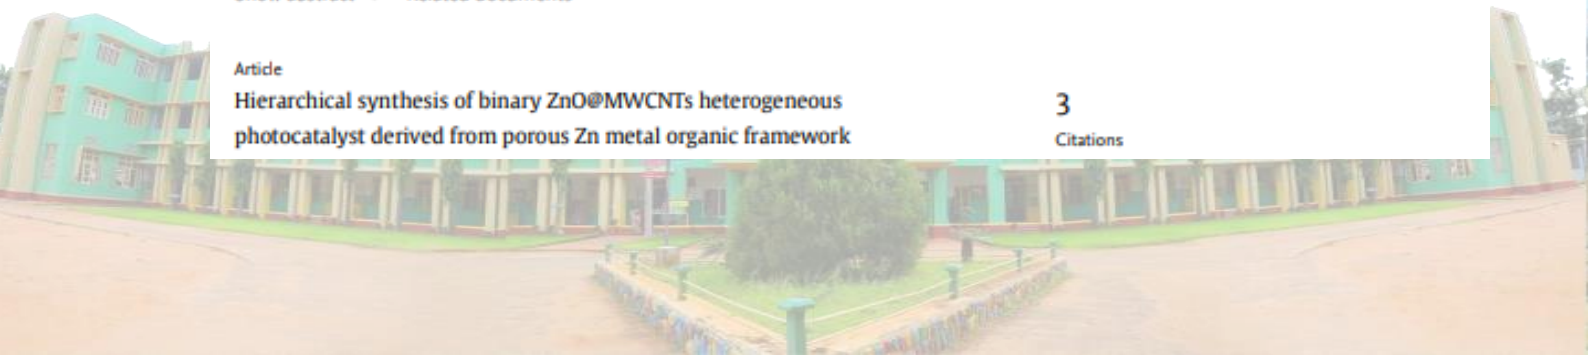 Article
Hierarchical synthesis of binary ZnO@MWCNTs heterogeneous
photocatalyst derived from porous Zn metal organic framework
3
Citations